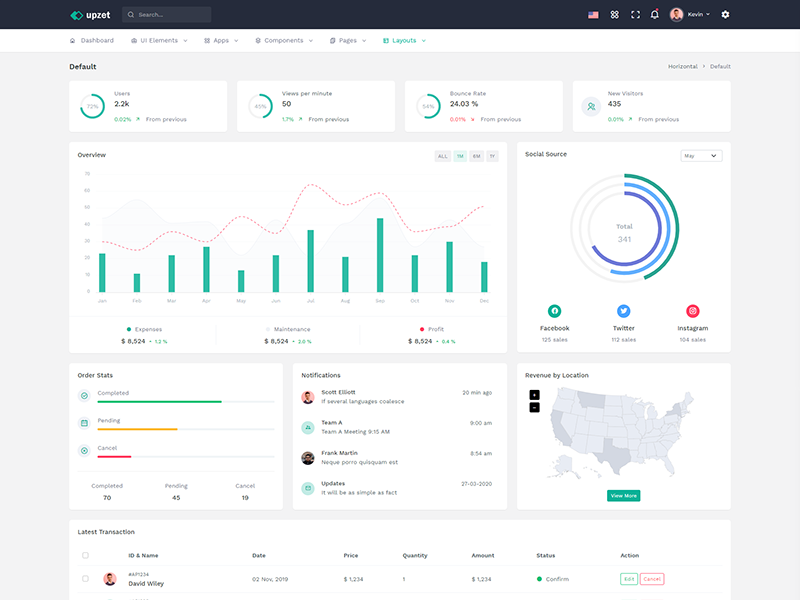 upzet
Search...
Kevin
Dashboard
UI Elements
Apps
Components
Pages
Layouts
Default
Horizontal > Default
Users
72%
2.2k
0.02% From previous
Views per minute
65%
50
1.7% From previous
Bounce Rate
54%
24.03 %
0.01% From previous
New Visitors
435
0.01% From previous
Overview
ALL 1M 6M 1Y
70
60
50
40
30
20
10
0
Jan Feb Mar Apr May Jun Jul Aug Sep Oct Nov Dec
Expenses
$ 8,524 1.2 %
Maintenance
$ 8,524 2.0 %
Profit
$ 8,524 0.4 %
Social Source
May
Total
341
Facebook
125 sales
Twitter
112 sales
Instagram
104 sales
Order Stats
Completed
Pending
Cancel
Completed Pending Cancel
70 45 19
Notifications
Scott Elliott 20 min ago
If several languages coalesce
Team A 9:00 am
Team A Meeting 9:15 AM
Frank Martin 8:54 am
Neque porro quisquam est
Updates 27-03-2020
It will be as simple as fact
Revenue by Location
+
−
View More
Latest Transaction
ID & Name Date Price Quantity Amount Status Action
#AP1234
David Wiley 02 Nov, 2019 $ 1,234 1 $ 1,234 Confirm Edit Cancel